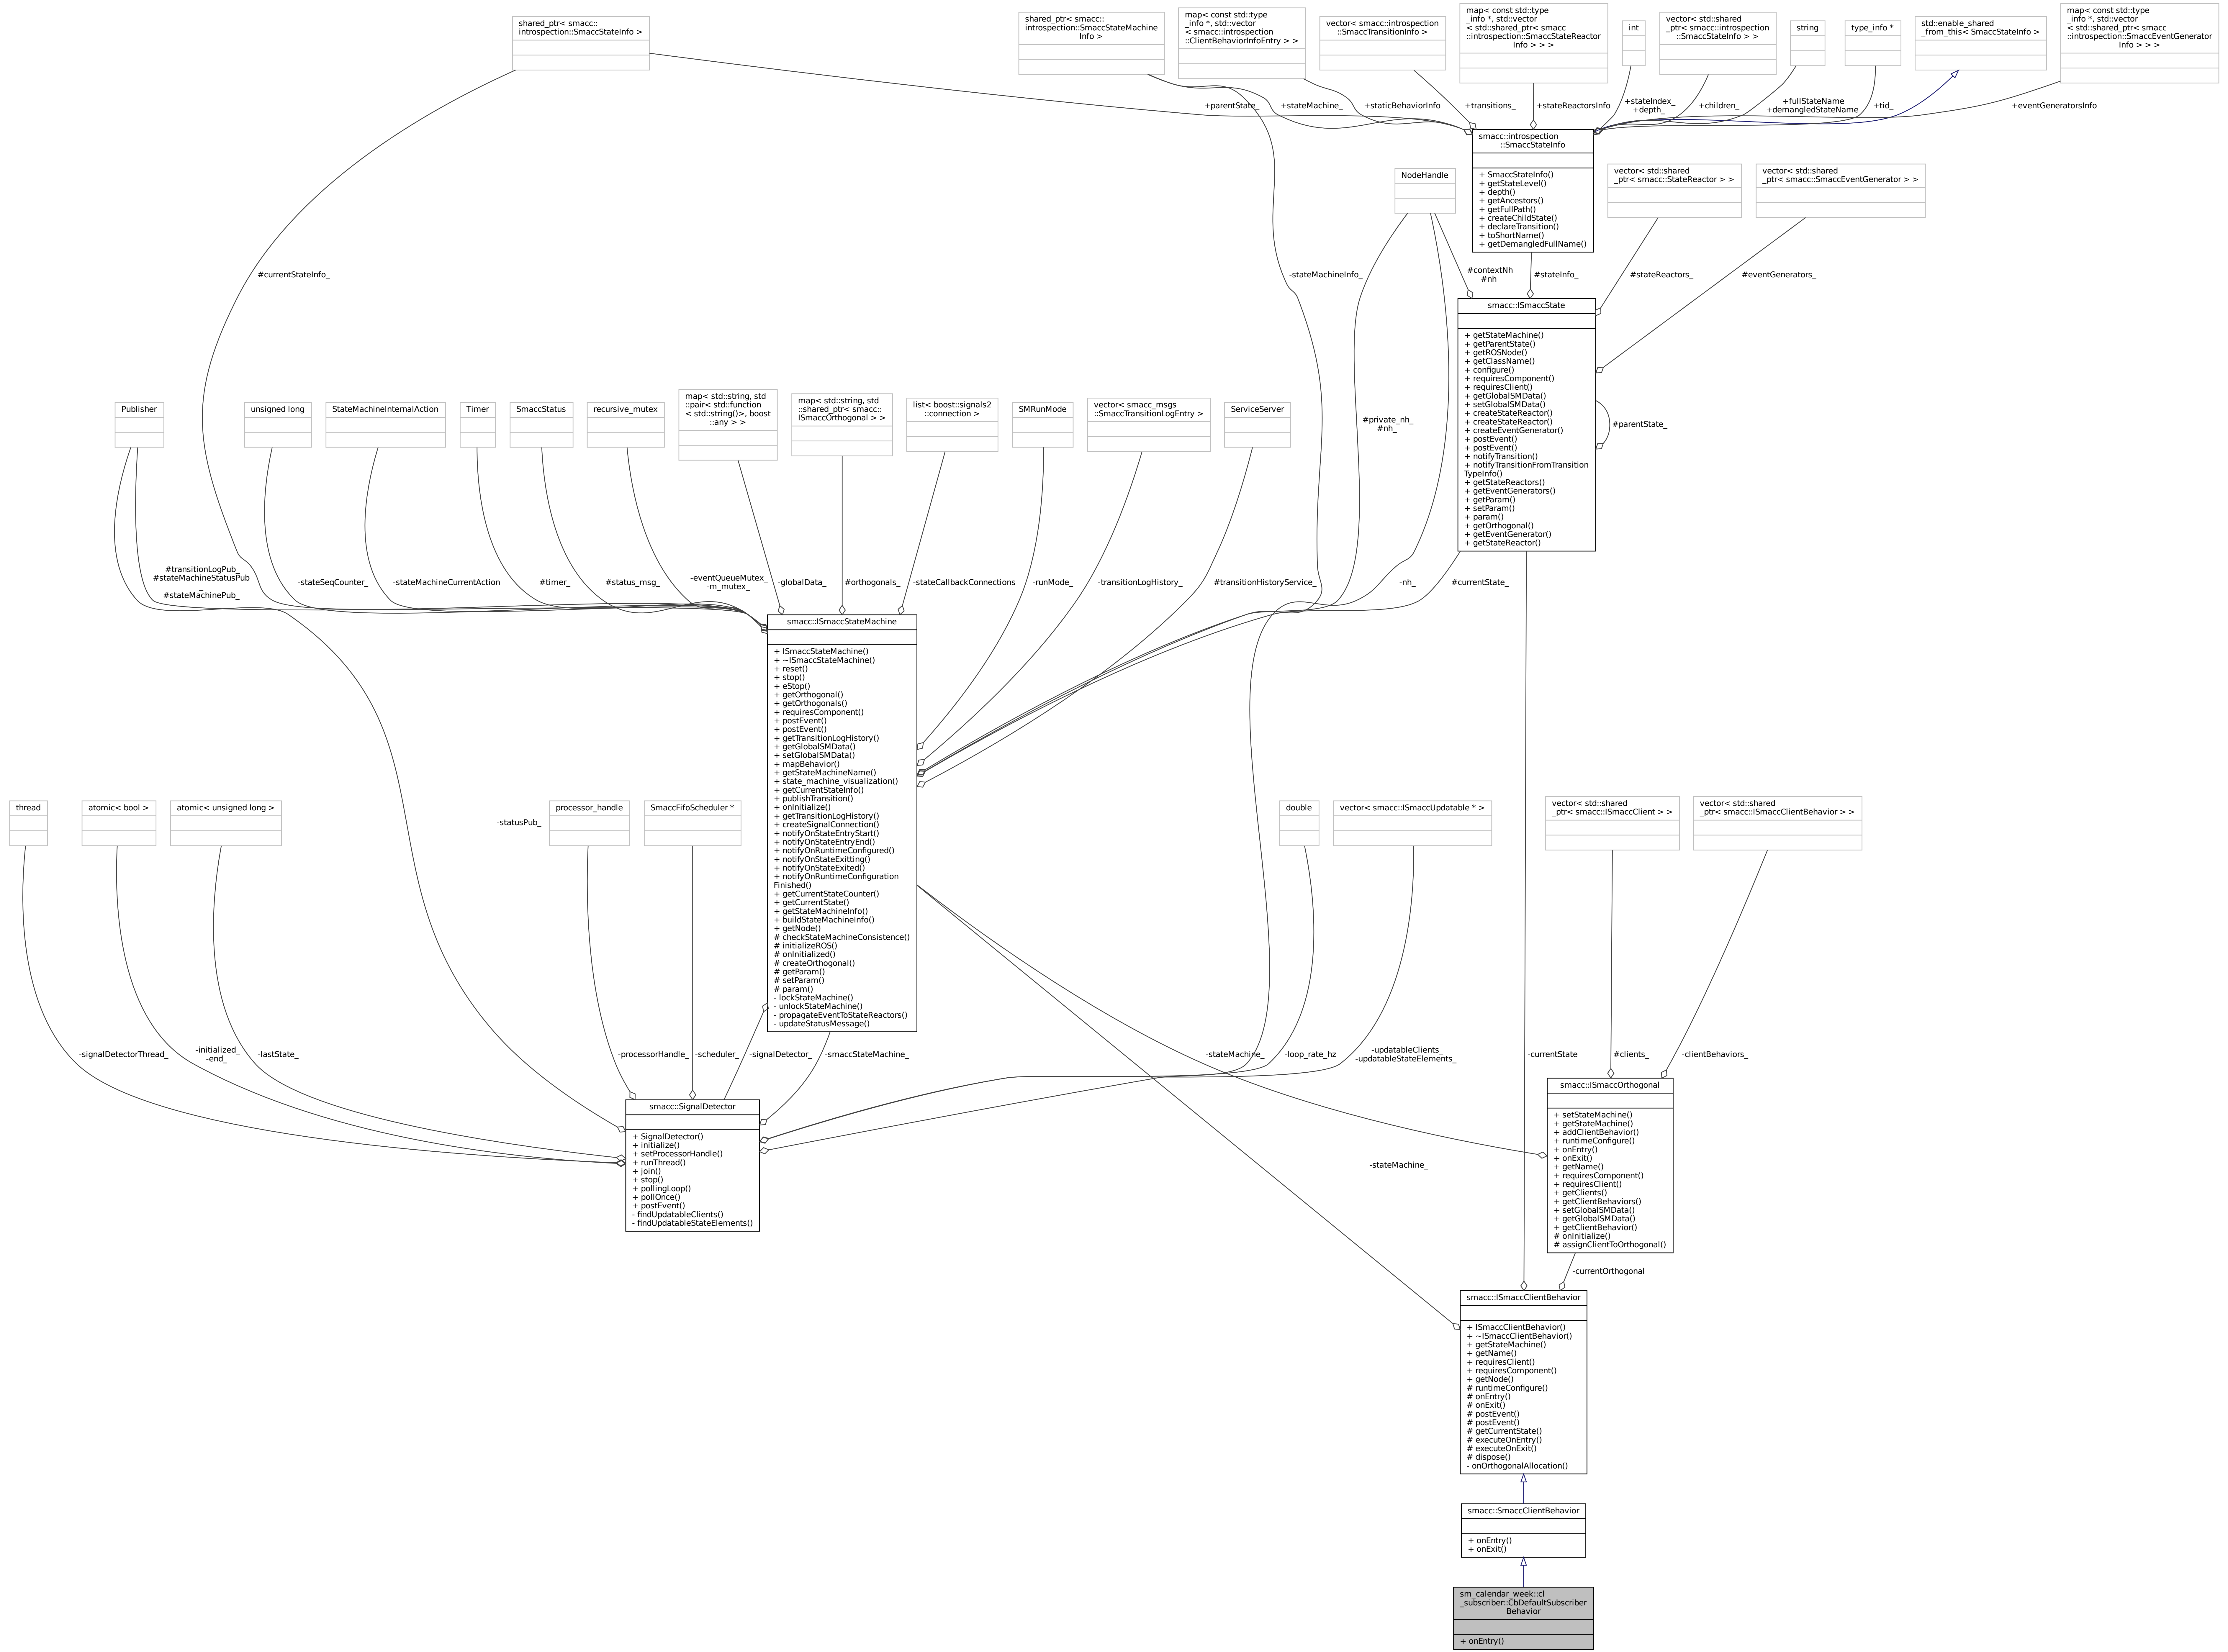 shared_ptr< smacc::
introspection::SmaccStateInfo >
shared_ptr< smacc::
introspection::SmaccStateMachine
Info >
map< const std::type
_info *, std::vector
< smacc::introspection
::ClientBehaviorInfoEntry > >
vector< smacc::introspection
::SmaccTransitionInfo >
map< const std::type
_info *, std::vector
< std::shared_ptr< smacc
::introspection::SmaccStateReactor
Info > > >
int
vector< std::shared
_ptr< smacc::introspection
::SmaccStateInfo > >
string
type_info *
std::enable_shared
_from_this< SmaccStateInfo >
map< const std::type
_info *, std::vector
< std::shared_ptr< smacc
::introspection::SmaccEventGenerator
Info > > >
+parentState_
+stateMachine_
+staticBehaviorInfo
+transitions_
+stateReactorsInfo
+stateIndex_
+depth_
+children_
+fullStateName
+demangledStateName
+tid_
+eventGeneratorsInfo
smacc::introspection
::SmaccStateInfo
+ SmaccStateInfo()
+ getStateLevel()
+ depth()
+ getAncestors()
+ getFullPath()
+ createChildState()
+ declareTransition()
+ toShortName()
+ getDemangledFullName()
NodeHandle
vector< std::shared
_ptr< smacc::StateReactor > >
vector< std::shared
_ptr< smacc::SmaccEventGenerator > >
#currentStateInfo_
-stateMachineInfo_
#contextNh
#nh
#stateInfo_
#stateReactors_
#eventGenerators_
smacc::ISmaccState
+ getStateMachine()
+ getParentState()
+ getROSNode()
+ getClassName()
+ configure()
+ requiresComponent()
+ requiresClient()
+ getGlobalSMData()
+ setGlobalSMData()
+ createStateReactor()
+ createStateReactor()
+ createEventGenerator()
+ postEvent()
+ postEvent()
+ notifyTransition()
+ notifyTransitionFromTransition
TypeInfo()
+ getStateReactors()
+ getEventGenerators()
+ getParam()
+ setParam()
+ param()
+ getOrthogonal()
+ getEventGenerator()
+ getStateReactor()
#parentState_
Publisher
unsigned long
StateMachineInternalAction
Timer
SmaccStatus
recursive_mutex
map< std::string, std
::pair< std::function
< std::string()>, boost
::any > >
map< std::string, std
::shared_ptr< smacc::
ISmaccOrthogonal > >
list< boost::signals2
::connection >
SMRunMode
vector< smacc_msgs
::SmaccTransitionLogEntry >
ServiceServer
#private_nh_
#nh_
#transitionLogPub_
#stateMachineStatusPub
_
#stateMachinePub_
-stateSeqCounter_
-stateMachineCurrentAction
#timer_
#status_msg_
-eventQueueMutex_
-m_mutex_
-globalData_
#orthogonals_
-stateCallbackConnections
-runMode_
-transitionLogHistory_
#transitionHistoryService_
-nh_
#currentState_
smacc::ISmaccStateMachine
+ ISmaccStateMachine()
+ ~ISmaccStateMachine()
+ reset()
+ stop()
+ eStop()
+ getOrthogonal()
+ getOrthogonals()
+ requiresComponent()
+ postEvent()
+ postEvent()
+ getTransitionLogHistory()
+ getGlobalSMData()
+ setGlobalSMData()
+ mapBehavior()
+ getStateMachineName()
+ state_machine_visualization()
+ getCurrentStateInfo()
+ publishTransition()
+ onInitialize()
+ getTransitionLogHistory()
+ createSignalConnection()
+ notifyOnStateEntryStart()
+ notifyOnStateEntryEnd()
+ notifyOnRuntimeConfigured()
+ notifyOnStateExitting()
+ notifyOnStateExited()
+ notifyOnRuntimeConfiguration
Finished()
+ getCurrentStateCounter()
+ getCurrentState()
+ getStateMachineInfo()
+ buildStateMachineInfo()
+ getNode()
# checkStateMachineConsistence()
# initializeROS()
# onInitialized()
# createOrthogonal()
# getParam()
# setParam()
# param()
- lockStateMachine()
- unlockStateMachine()
- propagateEventToStateReactors()
- updateStatusMessage()
thread
atomic< bool >
atomic< unsigned long >
-statusPub_
processor_handle
SmaccFifoScheduler *
double
vector< smacc::ISmaccUpdatable * >
vector< std::shared
_ptr< smacc::ISmaccClient > >
vector< std::shared
_ptr< smacc::ISmaccClientBehavior > >
-signalDetectorThread_
-initialized_
-end_
-lastState_
-processorHandle_
-scheduler_
-signalDetector_
-smaccStateMachine_
-stateMachine_
-loop_rate_hz
-updatableClients_
-updatableStateElements_
-currentState
#clients_
-clientBehaviors_
smacc::SignalDetector
+ SignalDetector()
+ initialize()
+ setProcessorHandle()
+ runThread()
+ join()
+ stop()
+ pollingLoop()
+ pollOnce()
+ postEvent()
- findUpdatableClients()
- findUpdatableStateElements()
-stateMachine_
smacc::ISmaccOrthogonal
+ setStateMachine()
+ getStateMachine()
+ addClientBehavior()
+ runtimeConfigure()
+ onEntry()
+ onExit()
+ getName()
+ requiresComponent()
+ requiresClient()
+ getClients()
+ getClientBehaviors()
+ setGlobalSMData()
+ getGlobalSMData()
+ getClientBehavior()
# onInitialize()
# assignClientToOrthogonal()
-currentOrthogonal
smacc::ISmaccClientBehavior
+ ISmaccClientBehavior()
+ ~ISmaccClientBehavior()
+ getStateMachine()
+ getName()
+ requiresClient()
+ requiresComponent()
+ getNode()
# runtimeConfigure()
# onEntry()
# onExit()
# postEvent()
# postEvent()
# getCurrentState()
# executeOnEntry()
# executeOnExit()
# dispose()
- onOrthogonalAllocation()
smacc::SmaccClientBehavior
+ onEntry()
+ onExit()
sm_calendar_week::cl
_subscriber::CbDefaultSubscriber
Behavior
+ onEntry()